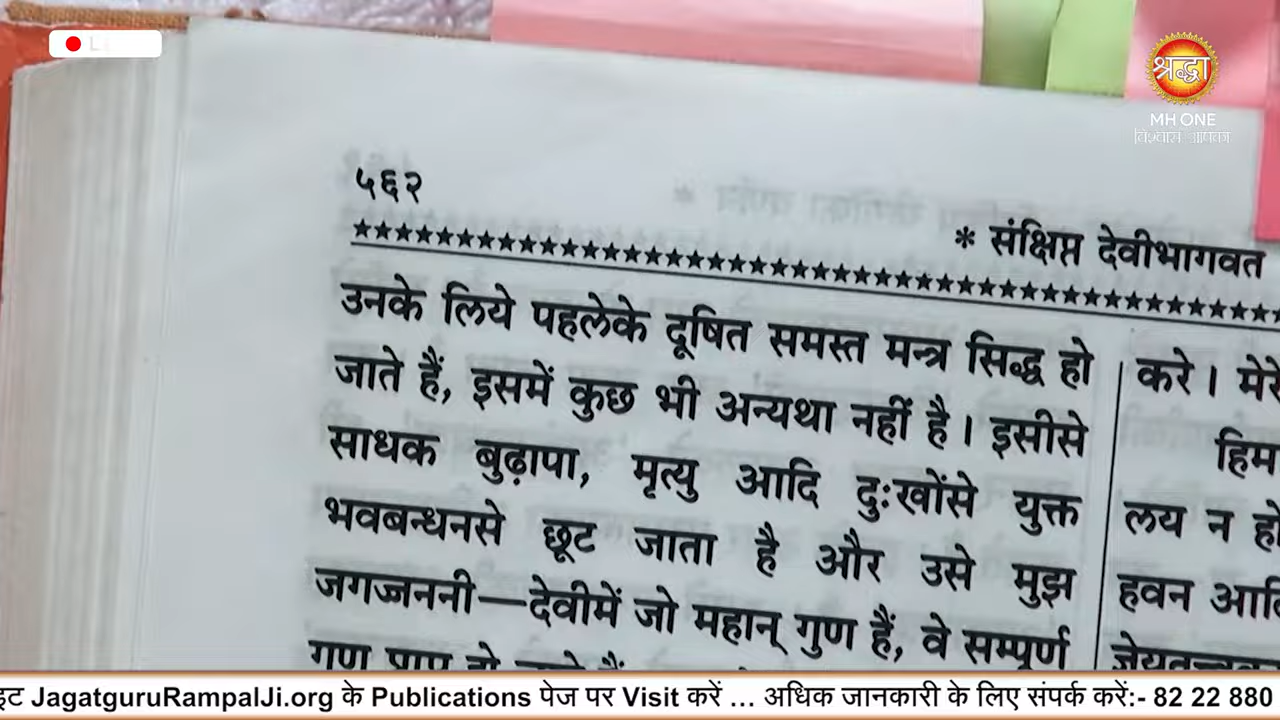 श्रद्धा
MH ONE
विश्वास-आपका
५६२
* संक्षिप्त देवीभागवत
उनके लिये पहलेके दूषित समस्त मन्त्र सिद्ध हो
जाते हैं, इसमें कुछ भी अन्यथा नहीं है। इसीसे
साधक बुढ़ापा, मृत्यु आदि दुःखोंसे युक्त
भवबन्धनसे छूट जाता है और उसे मुझ
जगज्जननी—देवीमें जो महान् गुण हैं, वे सम्पूर्ण
करे। मेरे
हिम
लय न हो
हवन आदि
JagatguruRampalJi.org के Publications पेज पर Visit करें ... अधिक जानकारी के लिए संपर्क करें:- 82 22 880